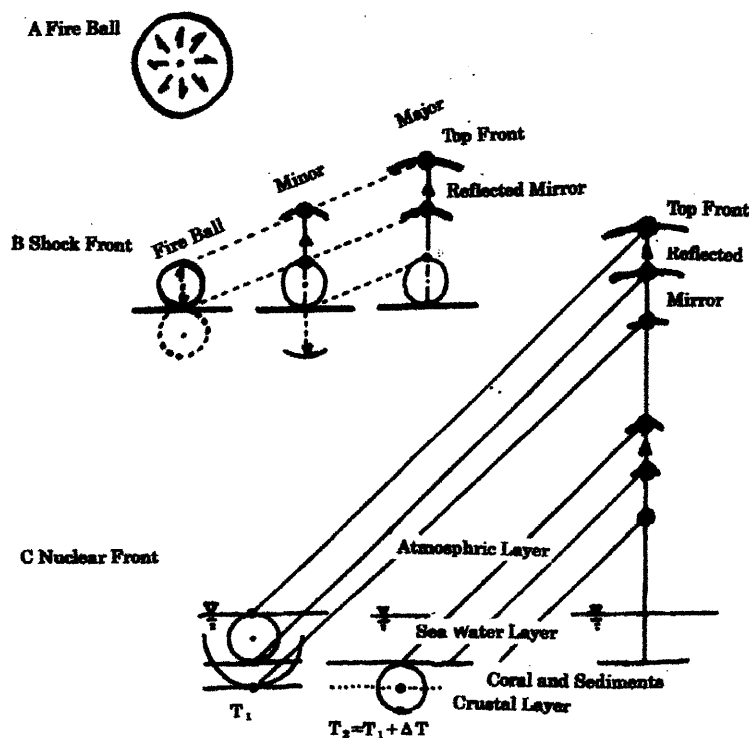 A Fire Ball
Major
Top Front
Minor
Reflected Mirror
Top Front
B Shock Front
Fire Ball
Reflected
Mirror
C Nuclear Front
Atmosphric Layer
Sea Water Layer
Coral and Sediments
T₁
Crustal Layer
T₂=T₁+ΔT